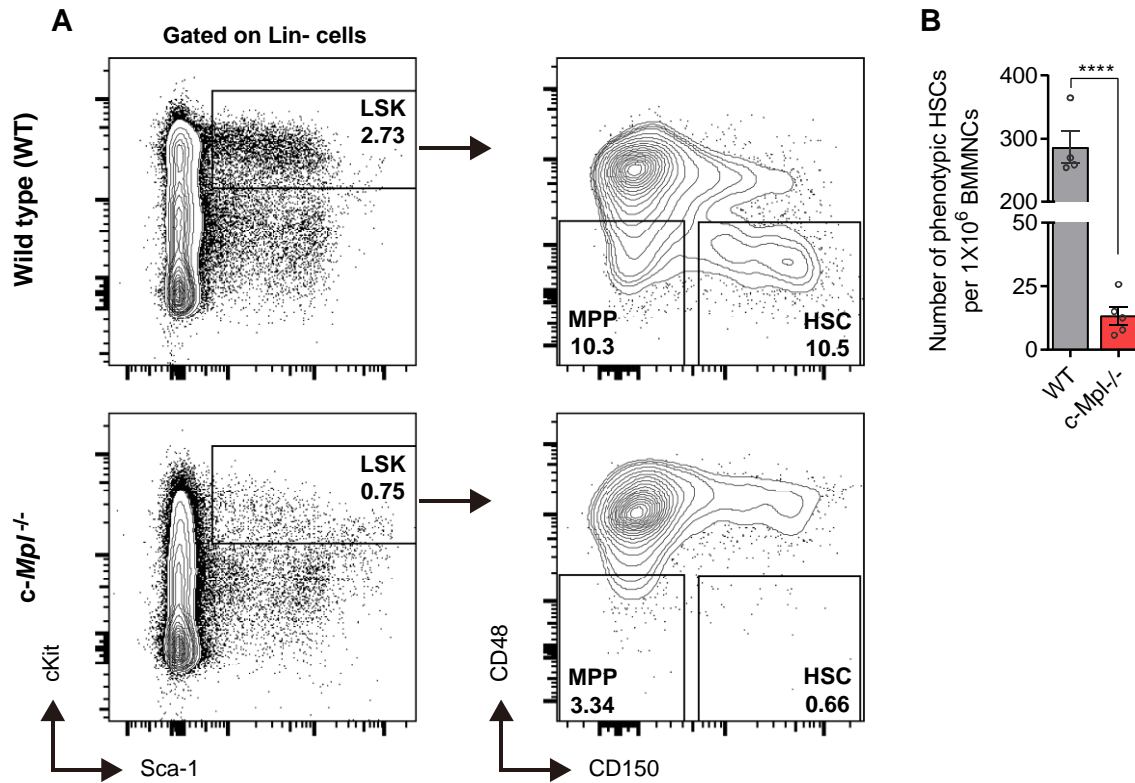 A
Gated on Lin- cells
Wild type (WT)
LSK
2.73
MPP
10.3
HSC
10.5
c-Mpl-/-
LSK
0.75
MPP
3.34
HSC
0.66
cKit
Sca-1
CD48
CD150
B
Number of phenotypic HSCs
per 1X10⁶ BMMNCs
400
300
200
50
25
0
****
WT
c-Mpl-/-